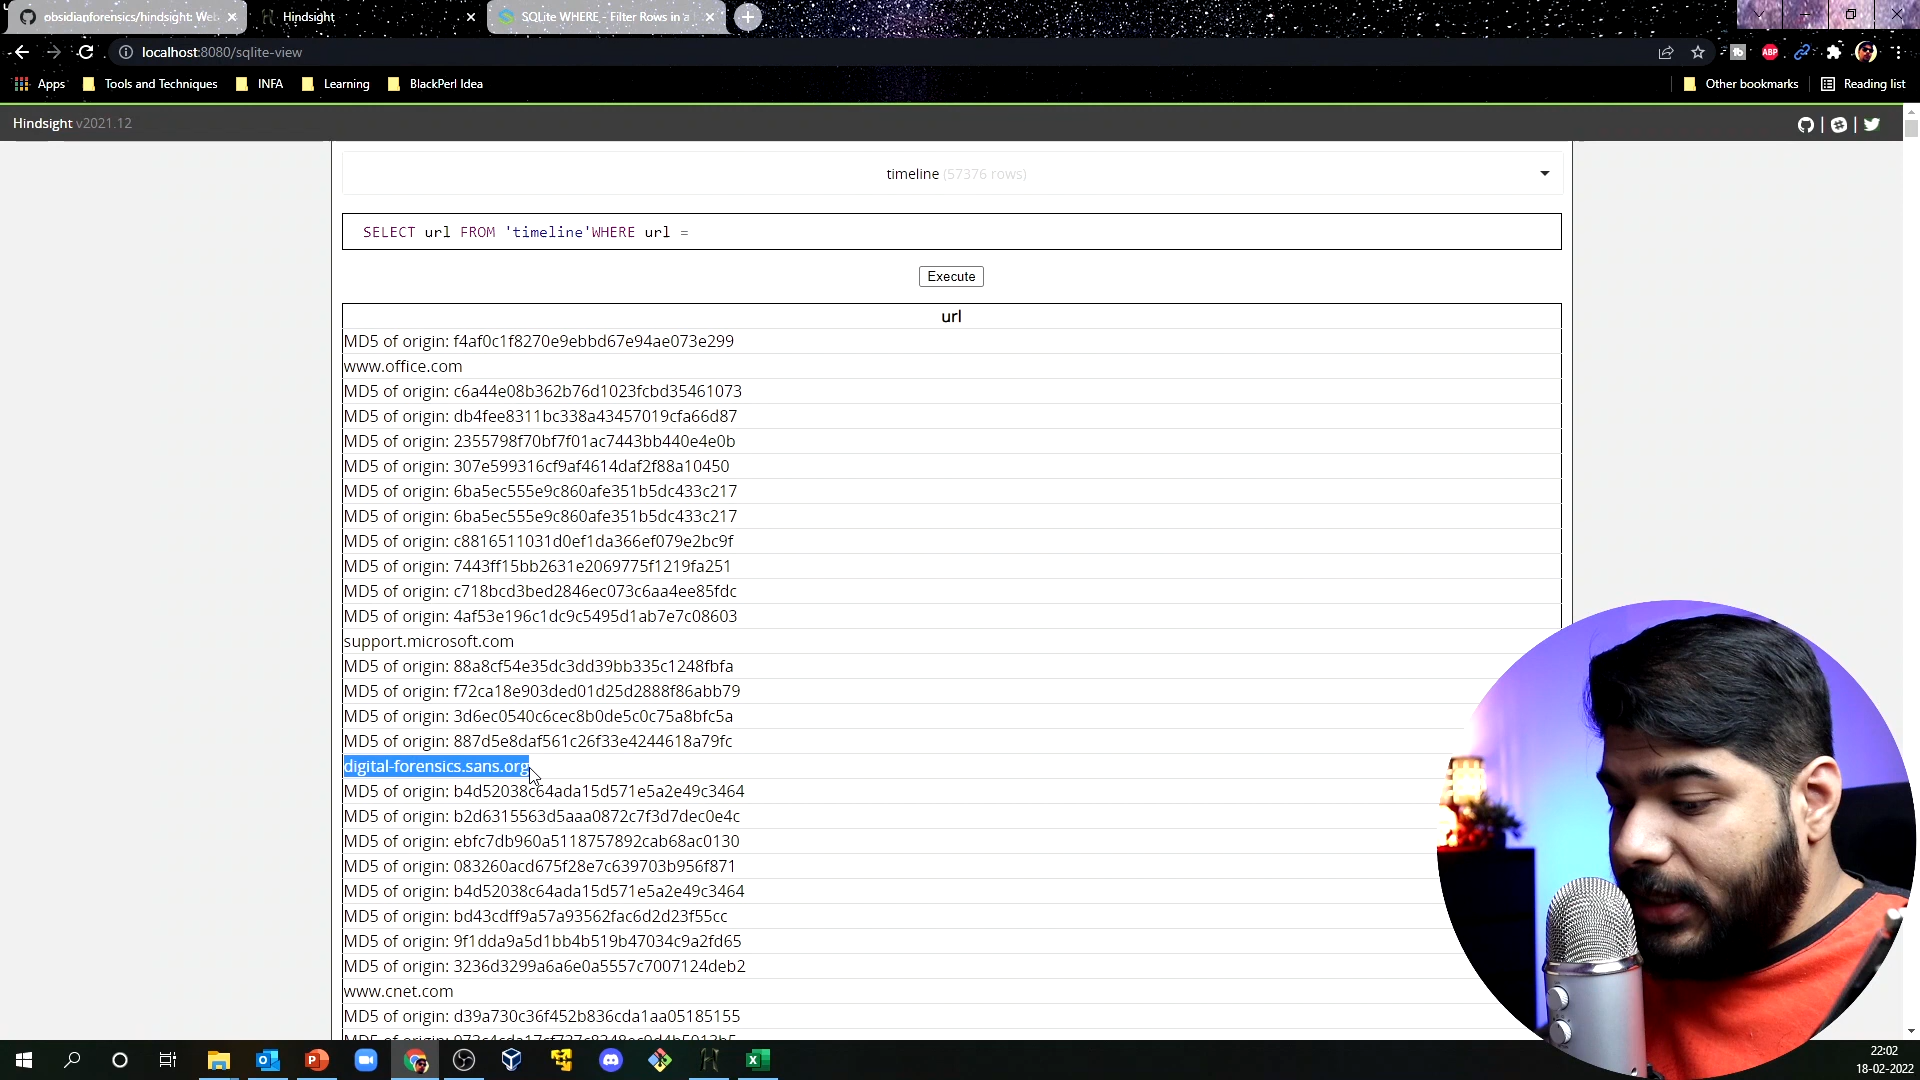 obsidianforensics/hindsight: Web
Hindsight
SQLite WHERE - Filter Rows in a
localhost:8080/sqlite-view
ABP
Apps
Tools and Techniques
INFA
Learning
BlackPerl Idea
Other bookmarks
Reading list
Hindsight v2021.12
timeline (57376 rows)
SELECT url FROM 'timeline'WHERE url =
Execute
url
MD5 of origin: f4af0c1f8270e9ebbd67e94ae073e299
www.office.com
MD5 of origin: c6a44e08b362b76d1023fcbd35461073
MD5 of origin: db4fee8311bc338a43457019cfa66d87
MD5 of origin: 2355798f70bf7f01ac7443bb440e4e0b
MD5 of origin: 307e599316cf9af4614daf2f88a10450
MD5 of origin: 6ba5ec555e9c860afe351b5dc433c217
MD5 of origin: 6ba5ec555e9c860afe351b5dc433c217
MD5 of origin: c8816511031d0ef1da366ef079e2bc9f
MD5 of origin: 7443ff15bb2631e2069775f1219fa251
MD5 of origin: c718bcd3bed2846ec073c6aa4ee85fdc
MD5 of origin: 4af53e196c1dc9c5495d1ab7e7c08603
support.microsoft.com
MD5 of origin: 88a8cf54e35dc3dd39bb335c1248fbfa
MD5 of origin: f72ca18e903ded01d25d2888f86abb79
MD5 of origin: 3d6ec0540c6cec8b0de5c0c75a8bfc5a
MD5 of origin: 887d5e8daf561c26f33e4244618a79fc
digital-forensics.sans.org
MD5 of origin: b4d52038c64ada15d571e5a2e49c3464
MD5 of origin: b2d6315563d5aaa0872c7f3d7dec0e4c
MD5 of origin: ebfc7db960a5118757892cab68ac0130
MD5 of origin: 083260acd675f28e7c639703b956f871
MD5 of origin: b4d52038c64ada15d571e5a2e49c3464
MD5 of origin: bd43cdff9a57a93562fac6d2d23f55cc
MD5 of origin: 9f1dda9a5d1bb4b519b47034c9a2fd65
MD5 of origin: 3236d3299a6a6e0a5557c7007124deb2
www.cnet.com
MD5 of origin: d39a730c36f452b836cda1aa05185155
22:02
18-02-2022